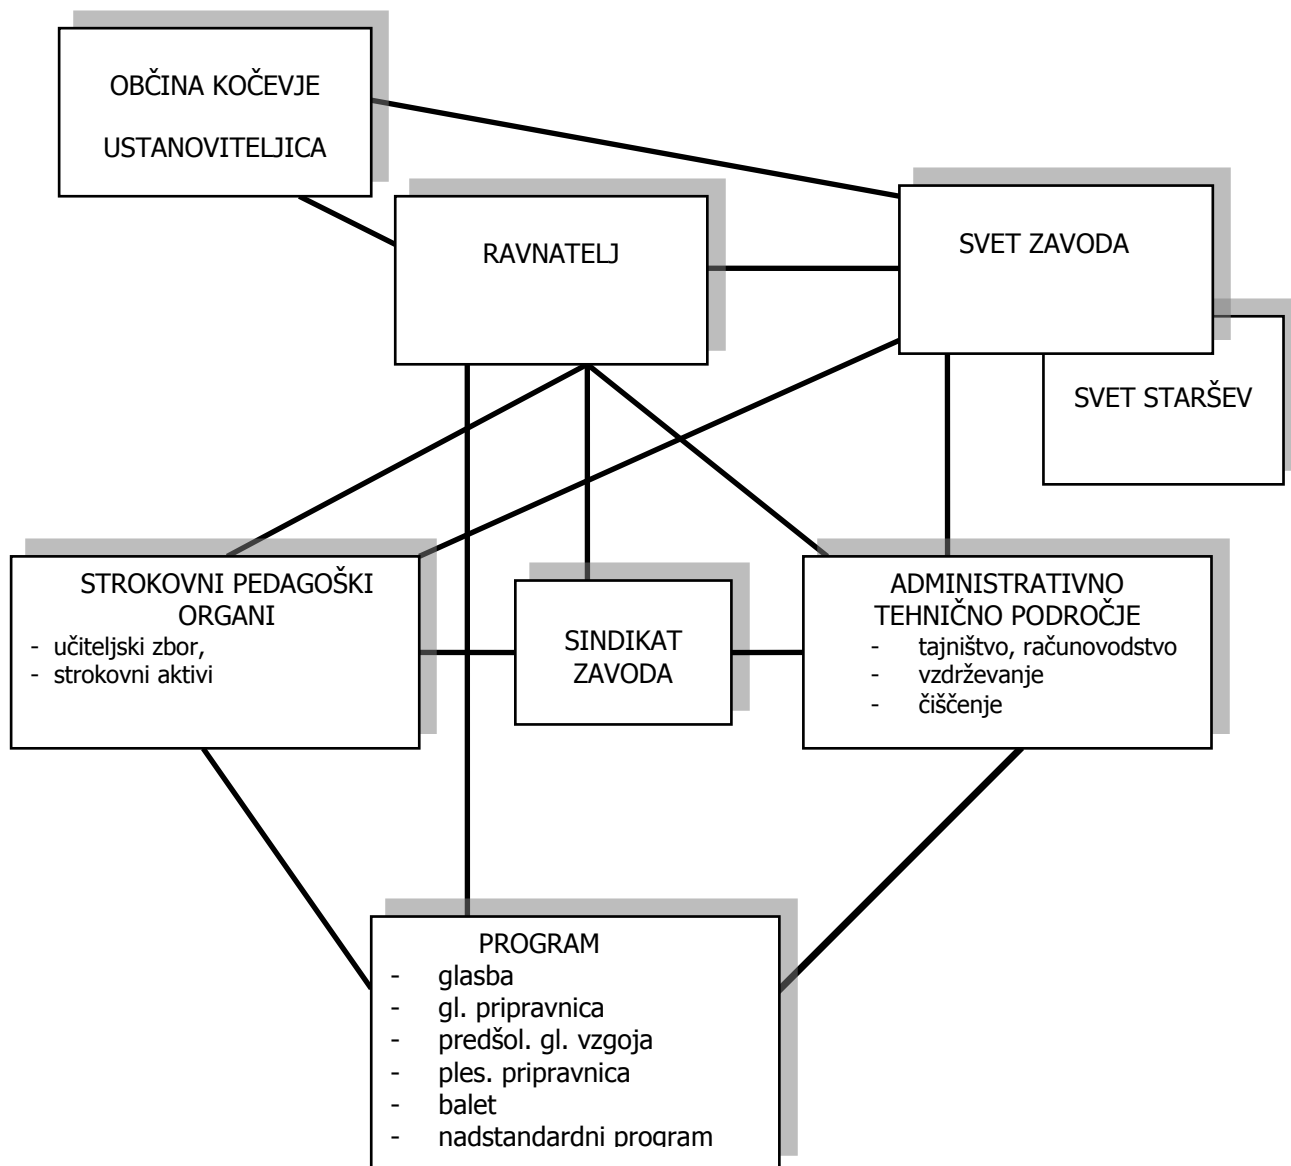 OBČINA KOČEVJE
USTANOVITELJICA
RAVNATELJ
SVET ZAVODA
SVET STARŠEV
STROKOVNI PEDAGOŠKI
ORGANI
- učiteljski zbor,
- strokovni aktivi
SINDIKAT
ZAVODA
ADMINISTRATIVNO
TEHNIČNO PODROČJE
- tajništvo, računovodstvo
- vzdrževanje
- čiščenje
PROGRAM
- glasba
- gl. pripravnica
- predšol. gl. vzgoja
- ples. pripravnica
- balet
- nadstandardni program